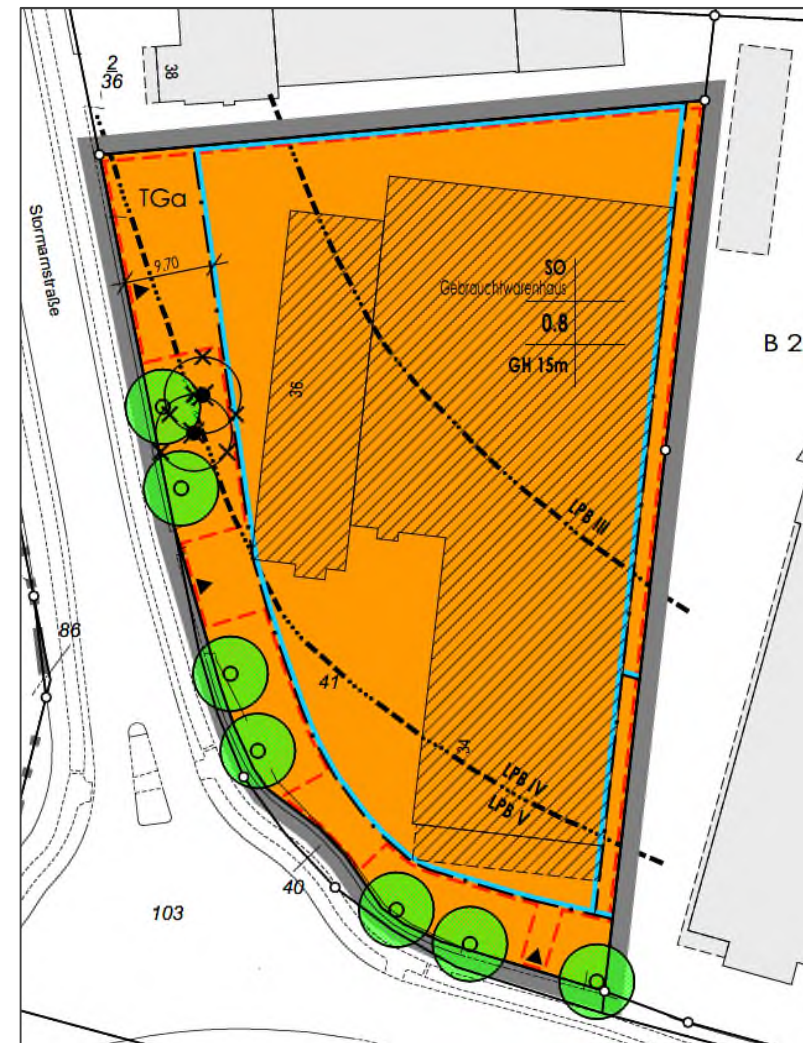 2
36
38
TGa
Stormarnstraße
9.70
SO
Gebrauchtwarenhaus
0.8
GH 15m
B 2
36
LPB III
86
41
34
LPB IV
LPB V
40
103